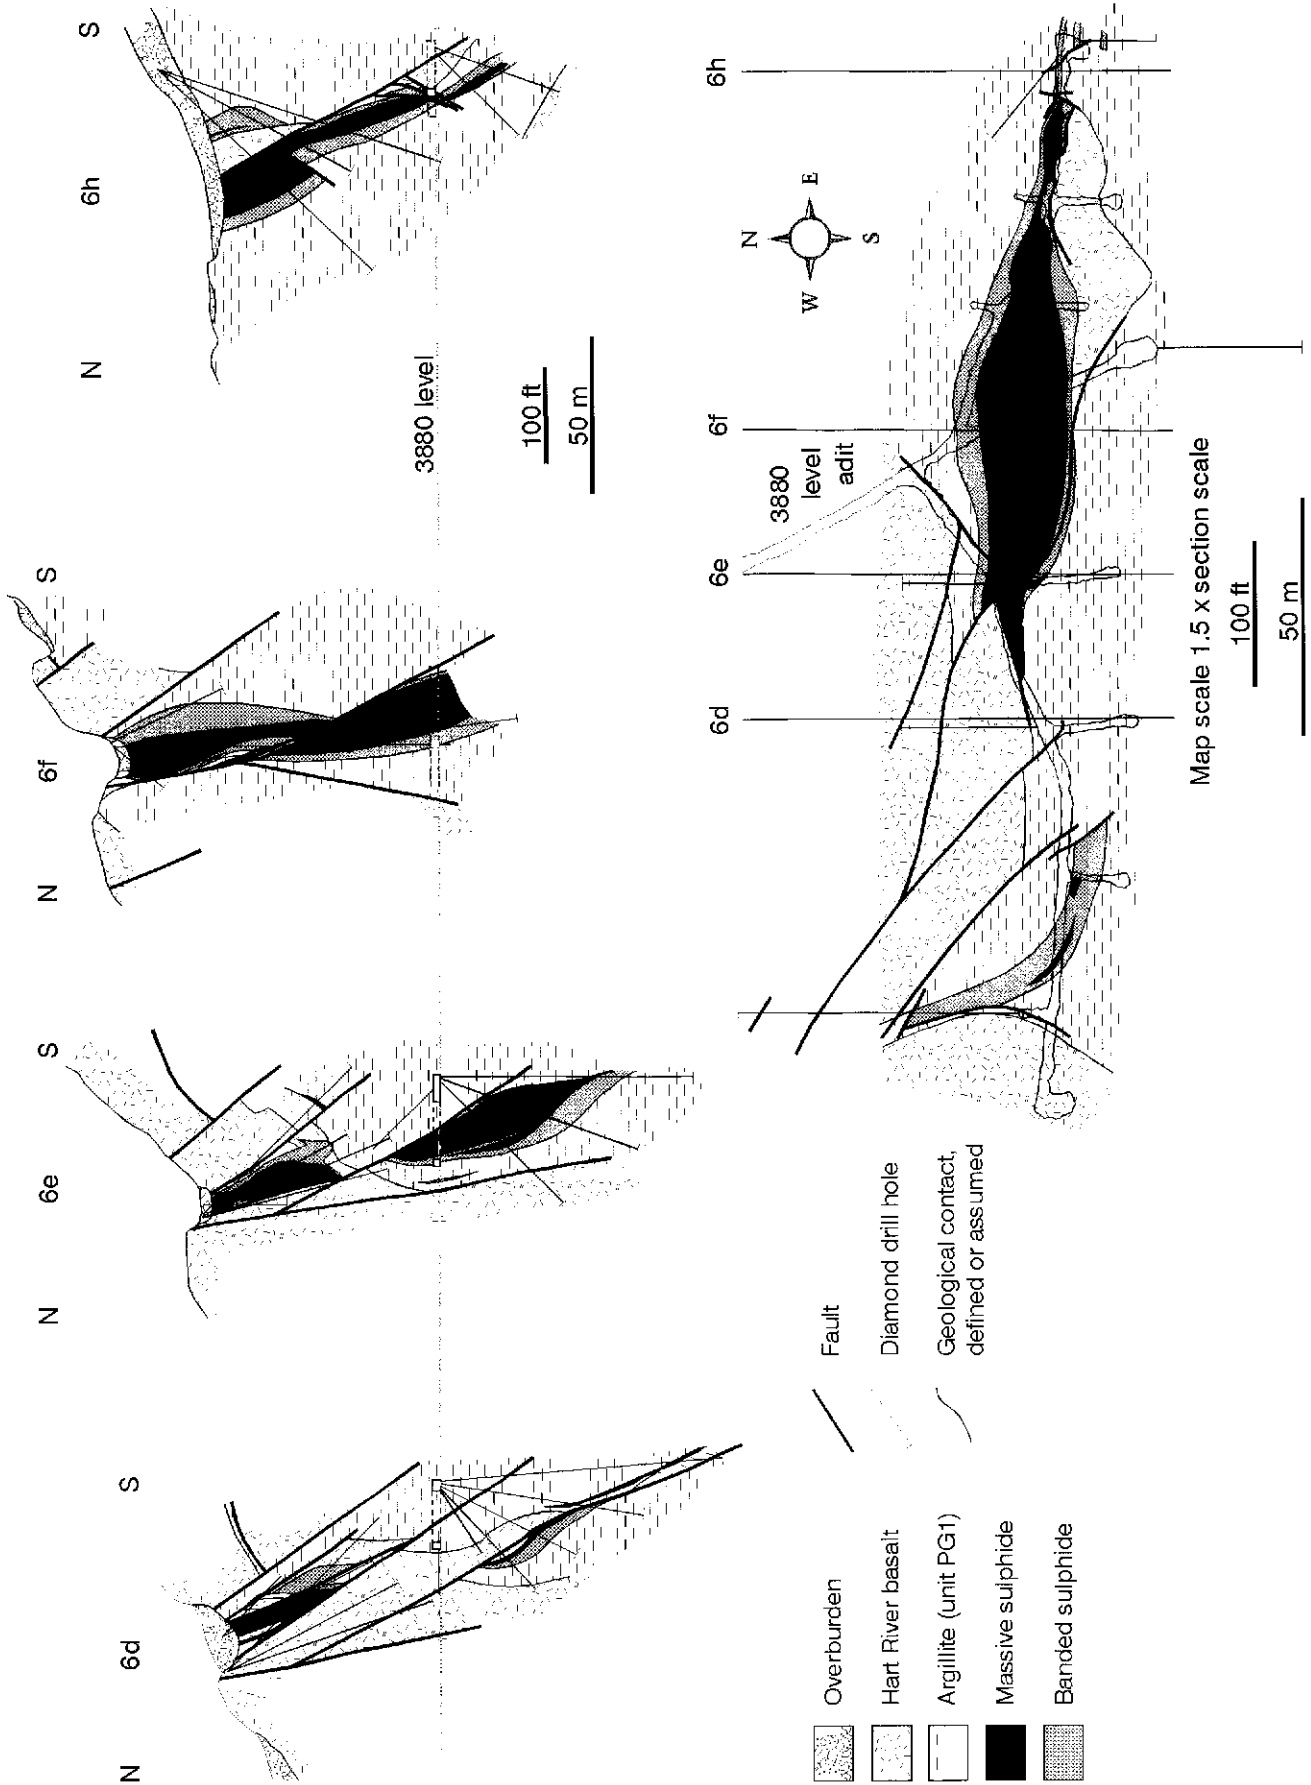 N
6d
S
N
6e
S
N
6f
S
N
6h
S
3880 level
100 ft
50 m
Overburden
Hart River basalt
Argillite (unit PG1)
Massive sulphide
Banded sulphide
Fault
Diamond drill hole
Geological contact,
defined or assumed
6d
6e
3880
level
adit
6f
6h
N
W
E
S
Map scale 1.5 x section scale
100 ft
50 m